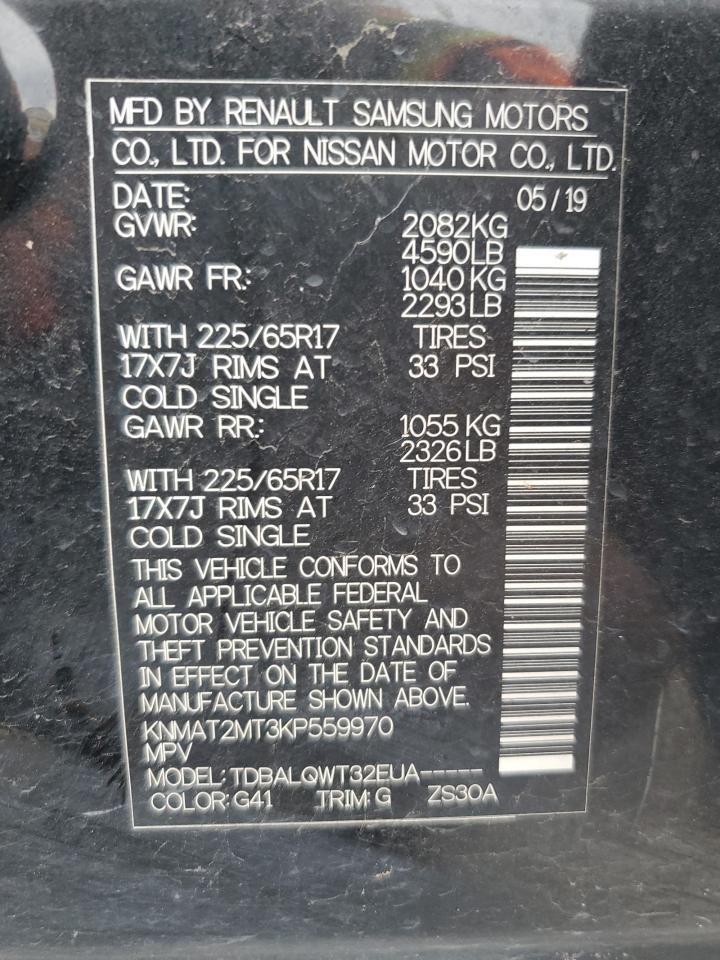 MFD BY RENAULT SAMSUNG MOTORS
CO., LTD. FOR NISSAN MOTOR CO., LTD.
DATE: 05/19
GVWR: 2082KG
4590LB
GAWR FR: 1040KG
2293LB
WITH 225/65R17 TIRES
17X7J RIMS AT 33 PSI
COLD SINGLE
GAWR RR: 1055KG
2326LB
WITH 225/65R17 TIRES
17X7J RIMS AT 33 PSI
COLD SINGLE
THIS VEHICLE CONFORMS TO
ALL APPLICABLE FEDERAL
MOTOR VEHICLE SAFETY AND
THEFT PREVENTION STANDARDS
IN EFFECT ON THE DATE OF
MANUFACTURE SHOWN ABOVE.
KNMAT2MT3KP559970
MPV
MODEL: TDBALQWT32EUA-----
COLOR: G41 TRIM: G ZS30A